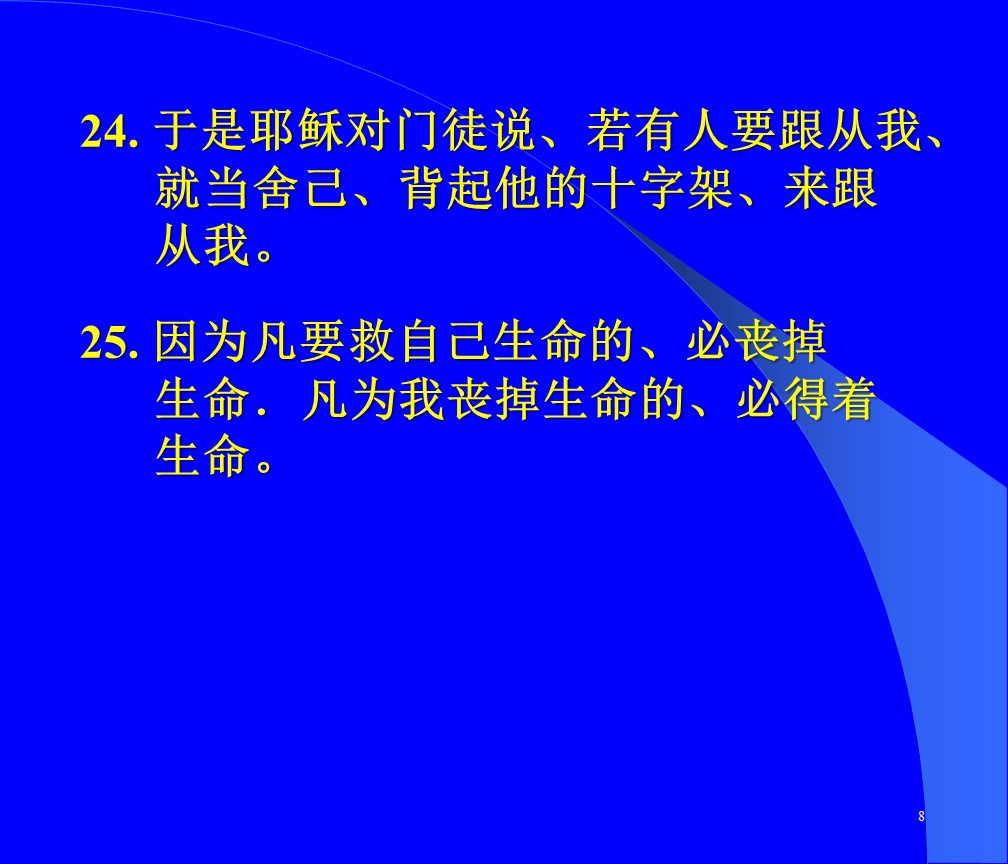 24. 于是耶稣对门徒说、若有人要跟从我、
就当舍己、背起他的十字架、来跟
从我。
25. 因为凡要救自己生命的、必丧掉
生命．凡为我丧掉生命的、必得着
生命。
8